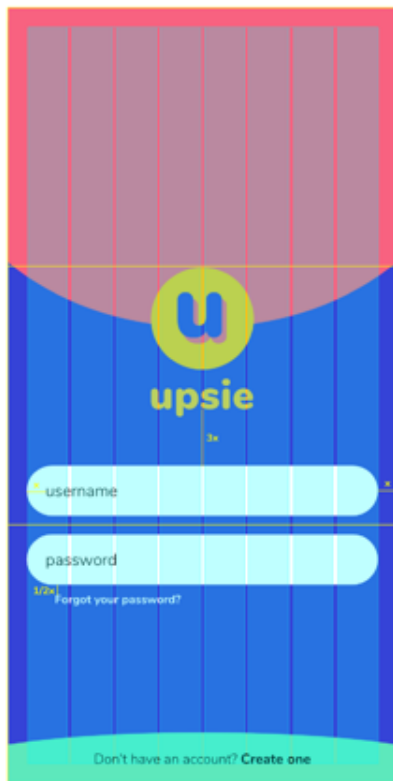 u
upsie
3x
x
username
x
password
1/2x
Forgot your password?
Don't have an account? Create one